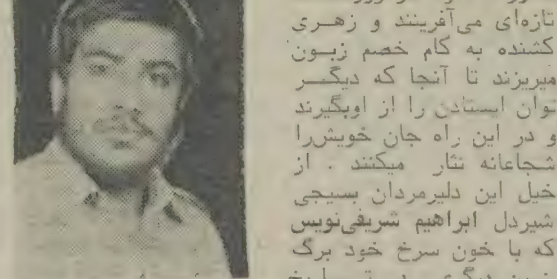 تازه‌ای می‌آفرینند و زهری
کشنده به کام خصم زبون
میریزند تا آنجا که دیگر
توان ایستادن را از اوبگیرند
و در این راه جان خویش‌را
شجاعانه نثار میکنند . از
خیل این دلیرمردان بسیجی
شیردل ابراهیم شریفی‌نویس
که با خون سرخ خود برگ